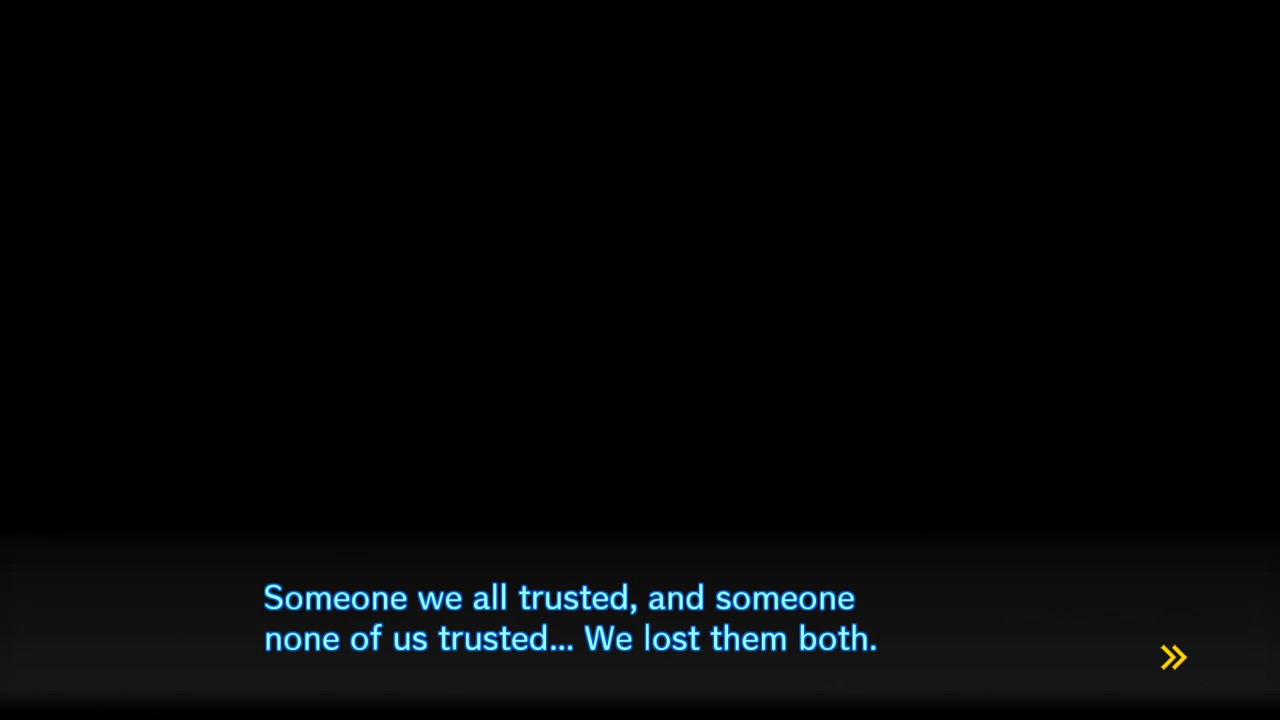 Someone we all trusted, and someone
none of us trusted... We lost them both.